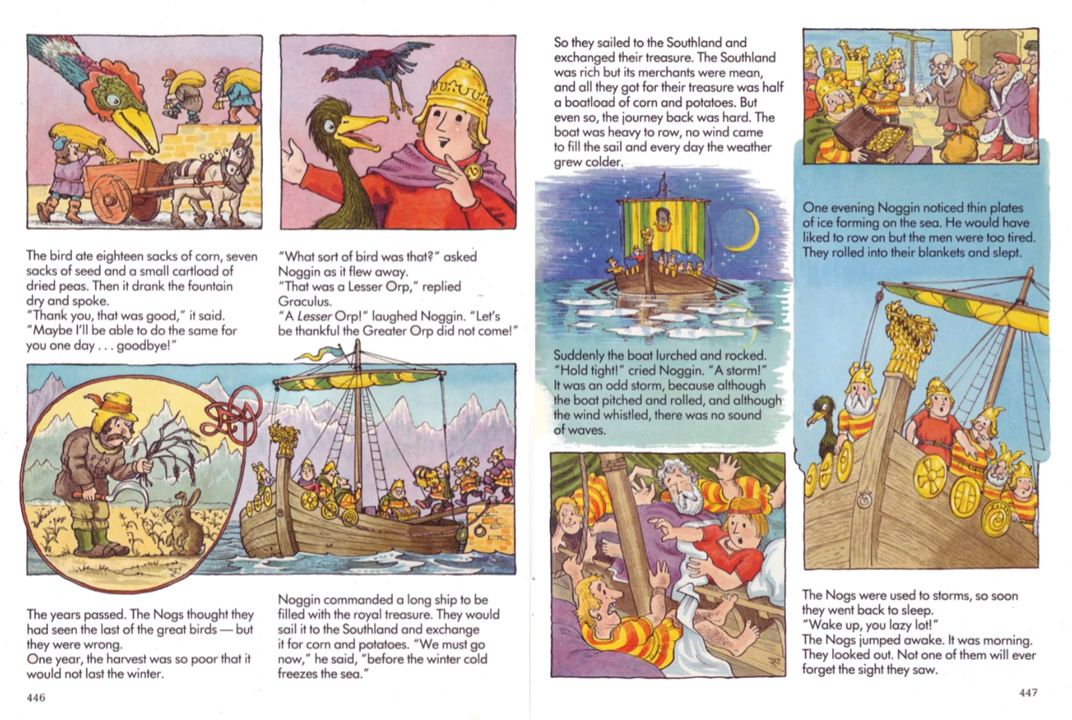 The bird ate eighteen sacks of corn, seven
sacks of seed and a small cartload of
dried peas. Then it drank the fountain
dry and spoke.
“Thank you, that was good,” it said.
“Maybe I’ll be able to do the same for
you one day . . . goodbye!”
“What sort of bird was that?” asked
Noggin as it flew away.
“That was a Lesser Orp,” replied
Graculus.
“A Lesser Orp!” laughed Noggin. “Let’s
be thankful the Greater Orp did not come!”
The years passed. The Nogs thought they
had seen the last of the great birds — but
they were wrong.
One year, the harvest was so poor that it
would not last the winter.
Noggin commanded a long ship to be
filled with the royal treasure. They would
sail it to the Southland and exchange
it for corn and potatoes. “We must go
now,” he said, “before the winter cold
freezes the sea.”
446
So they sailed to the Southland and
exchanged their treasure. The Southland
was rich but its merchants were mean,
and all they got for their treasure was half
a boatload of corn and potatoes. But
even so, the journey back was hard. The
boat was heavy to row, no wind came
to fill the sail and every day the weather
grew colder.
One evening Noggin noticed thin plates
of ice forming on the sea. He would have
liked to row on but the men were too tired.
They rolled into their blankets and slept.
Suddenly the boat lurched and rocked.
“Hold tight!” cried Noggin. “A storm!”
It was an odd storm, because although
the boat pitched and rolled, and although
the wind whistled, there was no sound
of waves.
The Nogs were used to storms, so soon
they went back to sleep.
“Wake up, you lazy lot!”
The Nogs jumped awake. It was morning.
They looked out. Not one of them will ever
forget the sight they saw.
447